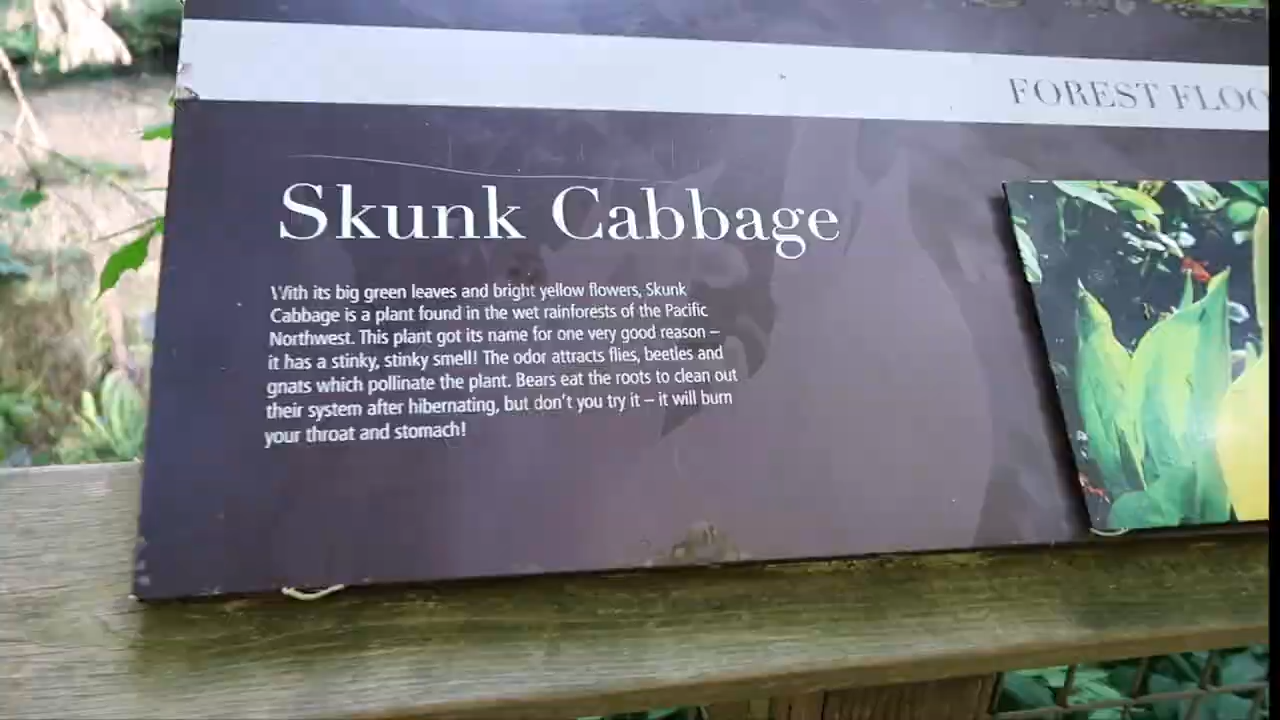 FOREST FLOO
Skunk Cabbage
With its big green leaves and bright yellow flowers, Skunk
Cabbage is a plant found in the wet rainforests of the Pacific
Northwest. This plant got its name for one very good reason –
it has a stinky, stinky smell! The odor attracts flies, beetles and
gnats which pollinate the plant. Bears eat the roots to clean out
their system after hibernating, but don't you try it – it will burn
your throat and stomach!